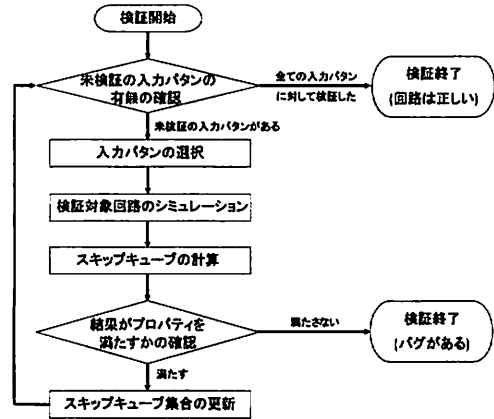 検証開始
未検証の入力パタンの
有無の確認
全ての入力パタン
に対して検証した
検証終了
(回路は正しい)
未検証の入力パタンがある
入力パタンの選択
検証対象回路のシミュレーション
スキップキューブの計算
結果がプロパティを
満たすかの確認
満たさない
検証終了
(バグがある)
満たす
スキップキューブ集合の更新